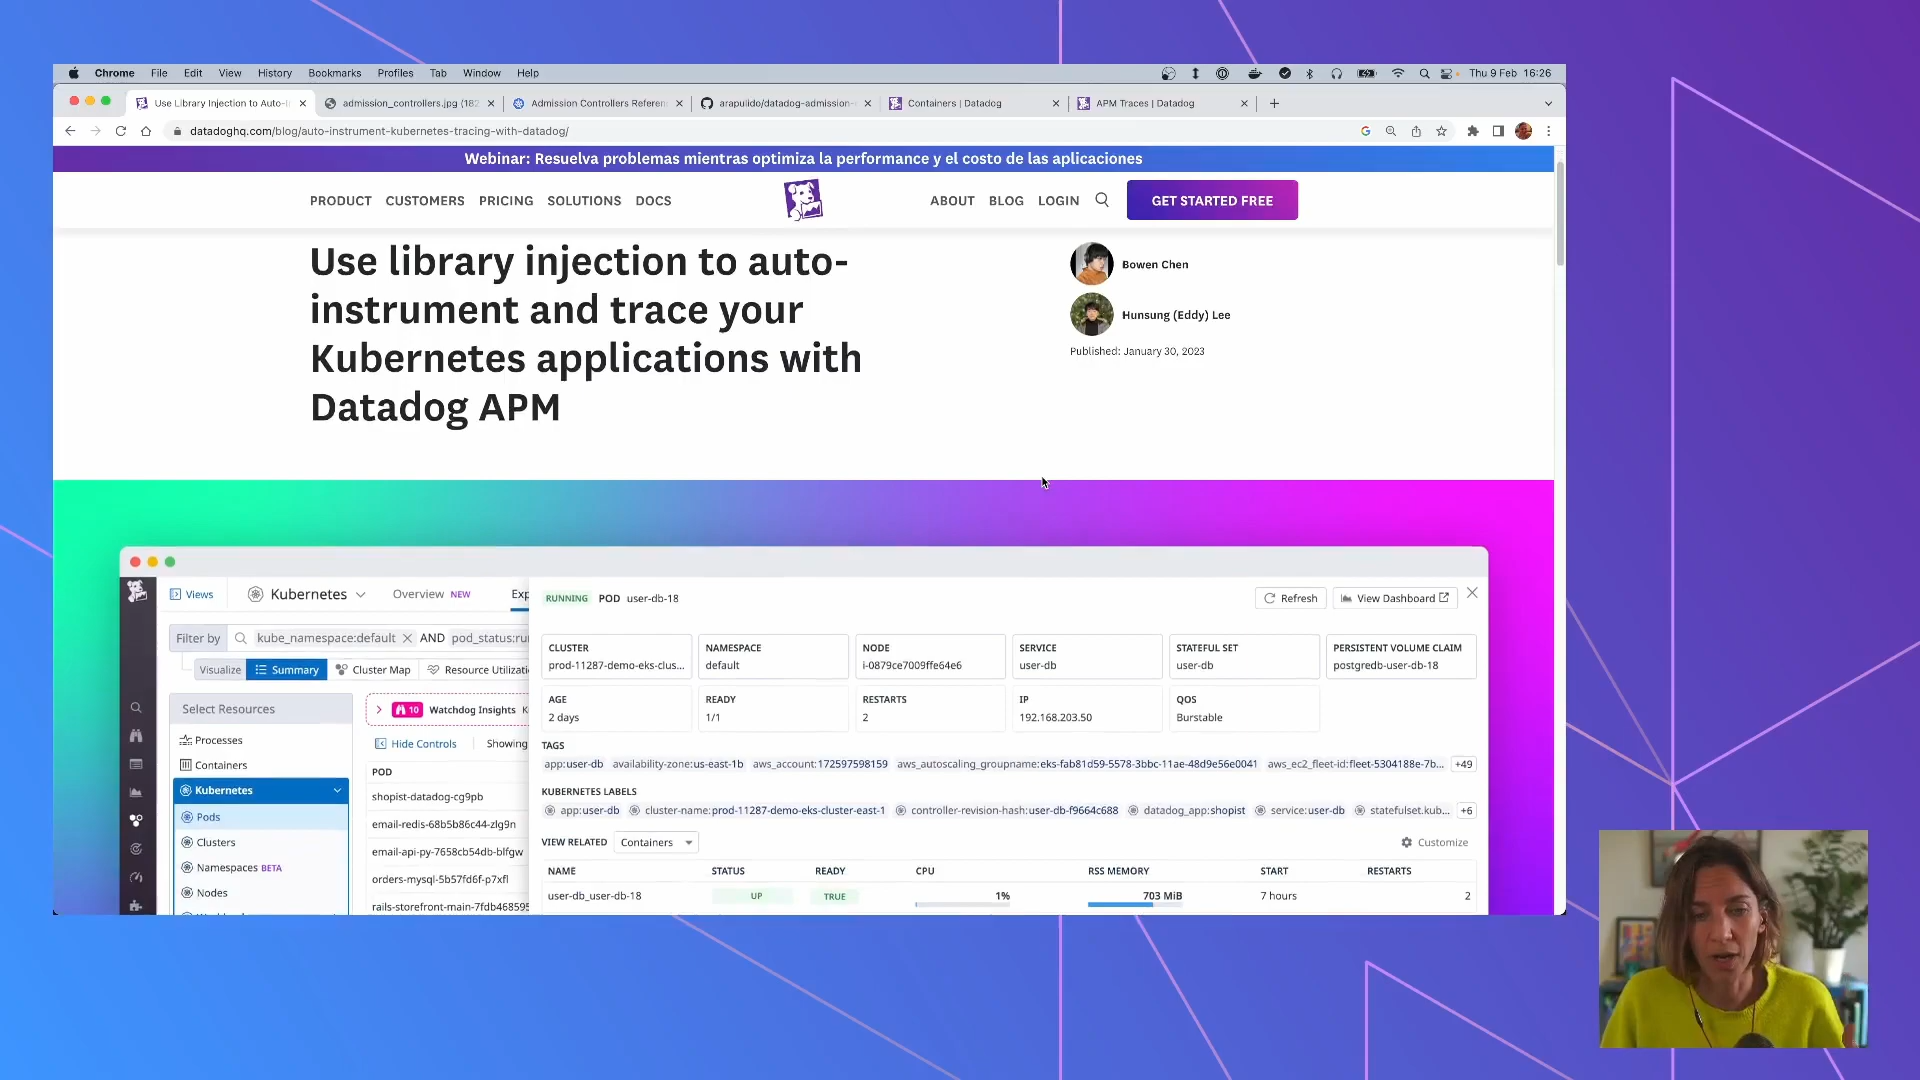 Chrome File Edit View History Bookmarks Profiles Tab Window Help
Thu 9 Feb 16:26
Use Library Injection to Auto-I
admission_controllers.jpg (182
Admission Controllers Referen
arapulido/datadog-admission-
Containers | Datadog
APM Traces | Datadog
datadoghq.com/blog/auto-instrument-kubernetes-tracing-with-datadog/
Webinar: Resuelva problemas mientras optimiza la performance y el costo de las aplicaciones
PRODUCT CUSTOMERS PRICING SOLUTIONS DOCS
ABOUT BLOG LOGIN
GET STARTED FREE
Use library injection to auto-
instrument and trace your
Kubernetes applications with
Datadog APM
Bowen Chen
Hunsung (Eddy) Lee
Published: January 30, 2023
Views
Kubernetes
Overview NEW
Exp
Filter by
kube_namespace:default
AND
pod_status:ru
Visualize
Summary
Cluster Map
Resource Utilizati
Select Resources
Processes
Containers
Kubernetes
Pods
Clusters
Namespaces BETA
Nodes
10 Watchdog Insights
Hide Controls
Showing
POD
shopist-datadog-cg9pb
email-redis-68b5b86c44-zlg9n
email-api-py-7658cb54db-blfgw
orders-mysql-5b57fd6f-p7xfl
rails-storefront-main-7fdb468595
RUNNING POD user-db-18
Refresh
View Dashboard
CLUSTER
prod-11287-demo-eks-clus...
NAMESPACE
default
NODE
i-0879ce7009ffe64e6
SERVICE
user-db
STATEFUL SET
user-db
PERSISTENT VOLUME CLAIM
postgredb-user-db-18
AGE
2 days
READY
1/1
RESTARTS
2
IP
192.168.203.50
QOS
Burstable
TAGS
app:user-db availability-zone:us-east-1b aws_account:172597598159 aws_autoscaling_groupname:eks-fab81d59-5578-3bbc-11ae-48d9e56e0041 aws_ec2_fleet-id:fleet-5304188e-7b... +49
KUBERNETES LABELS
app:user-db cluster-name:prod-11287-demo-eks-cluster-east-1 controller-revision-hash:user-db-f9664c688 datadog_app:shopist service:user-db statefulset.kub... +6
VIEW RELATED Containers
Customize
NAME STATUS READY CPU RSS MEMORY START RESTARTS
user-db_user-db-18 UP TRUE 1% 703 MiB 7 hours 2